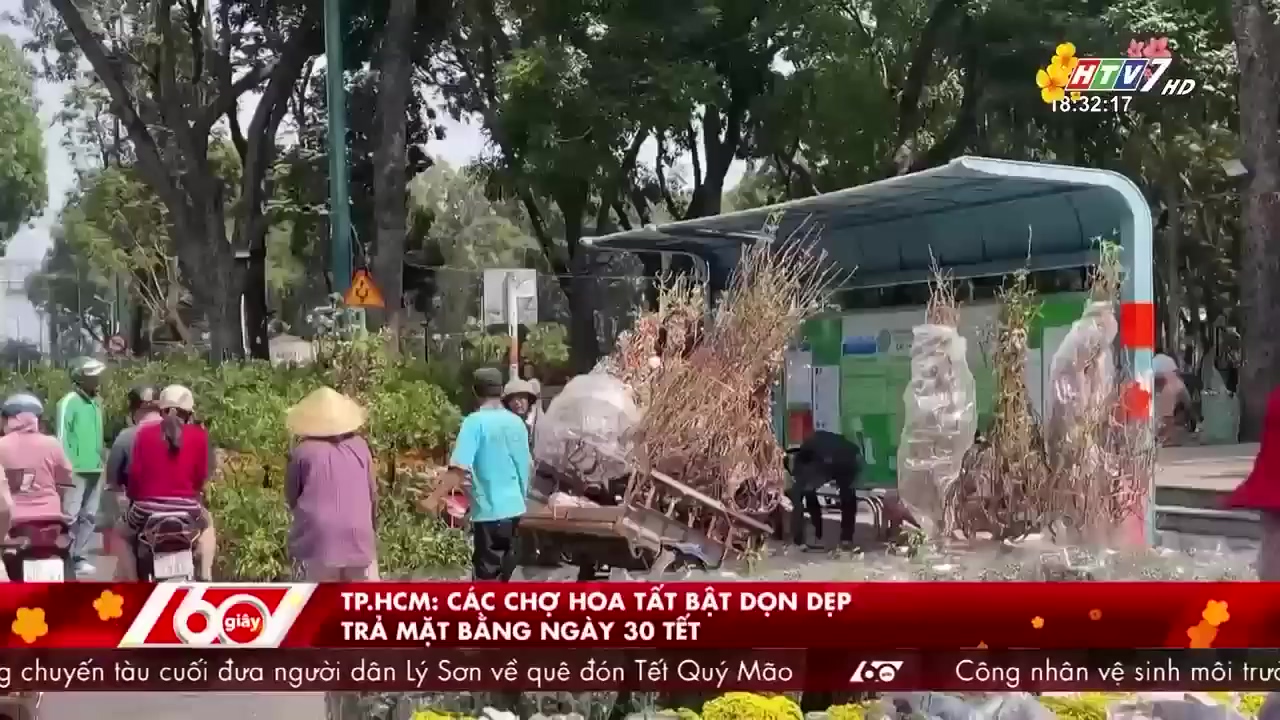 HTV7 HD
18:32:17
60 giây
TP.HCM: CÁC CHỢ HOA TẤT BẬT DỌN DẸP
TRẢ MẶT BẰNG NGÀY 30 TẾT
chuyến tàu cuối đưa người dân Lý Sơn về quê đón Tết Quý Mão 60 Công nhân vệ sinh môi